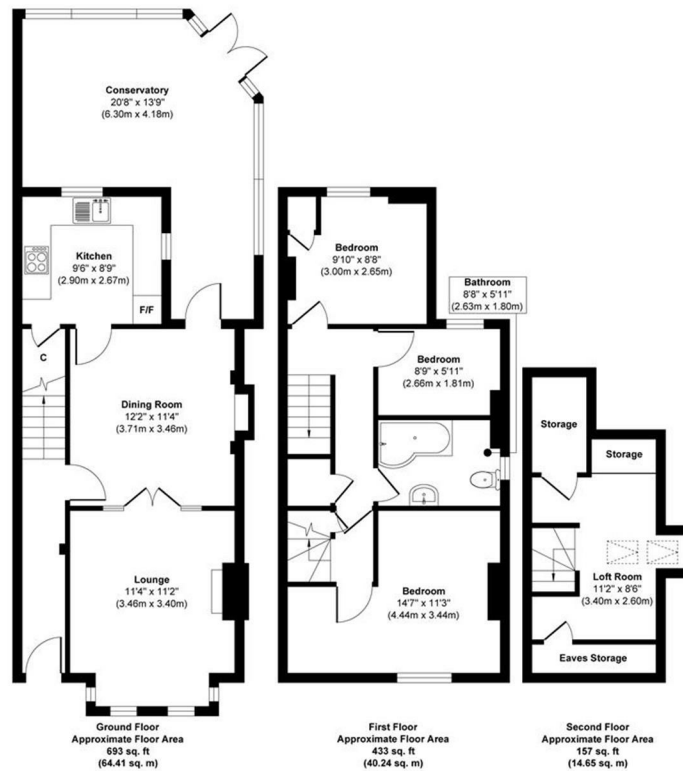 Conservatory
20'8" x 13'9"
(6.30m x 4.18m)
Kitchen
9'6" x 8'9"
(2.90m x 2.67m)
F/F
C
Dining Room
12'2" x 11'4"
(3.71m x 3.46m)
Lounge
11'4" x 11'2"
(3.46m x 3.40m)
Ground Floor
Approximate Floor Area
693 sq. ft
(64.41 sq. m)
Bedroom
9'10" x 8'8"
(3.00m x 2.65m)
Bathroom
8'8" x 5'11"
(2.63m x 1.80m)
Bedroom
8'9" x 5'11"
(2.66m x 1.81m)
Bedroom
14'7" x 11'3"
(4.44m x 3.44m)
First Floor
Approximate Floor Area
433 sq. ft
(40.24 sq. m)
Storage
Storage
Loft Room
11'2" x 8'6"
(3.40m x 2.60m)
Eaves Storage
Second Floor
Approximate Floor Area
157 sq. ft
(14.65 sq. m)